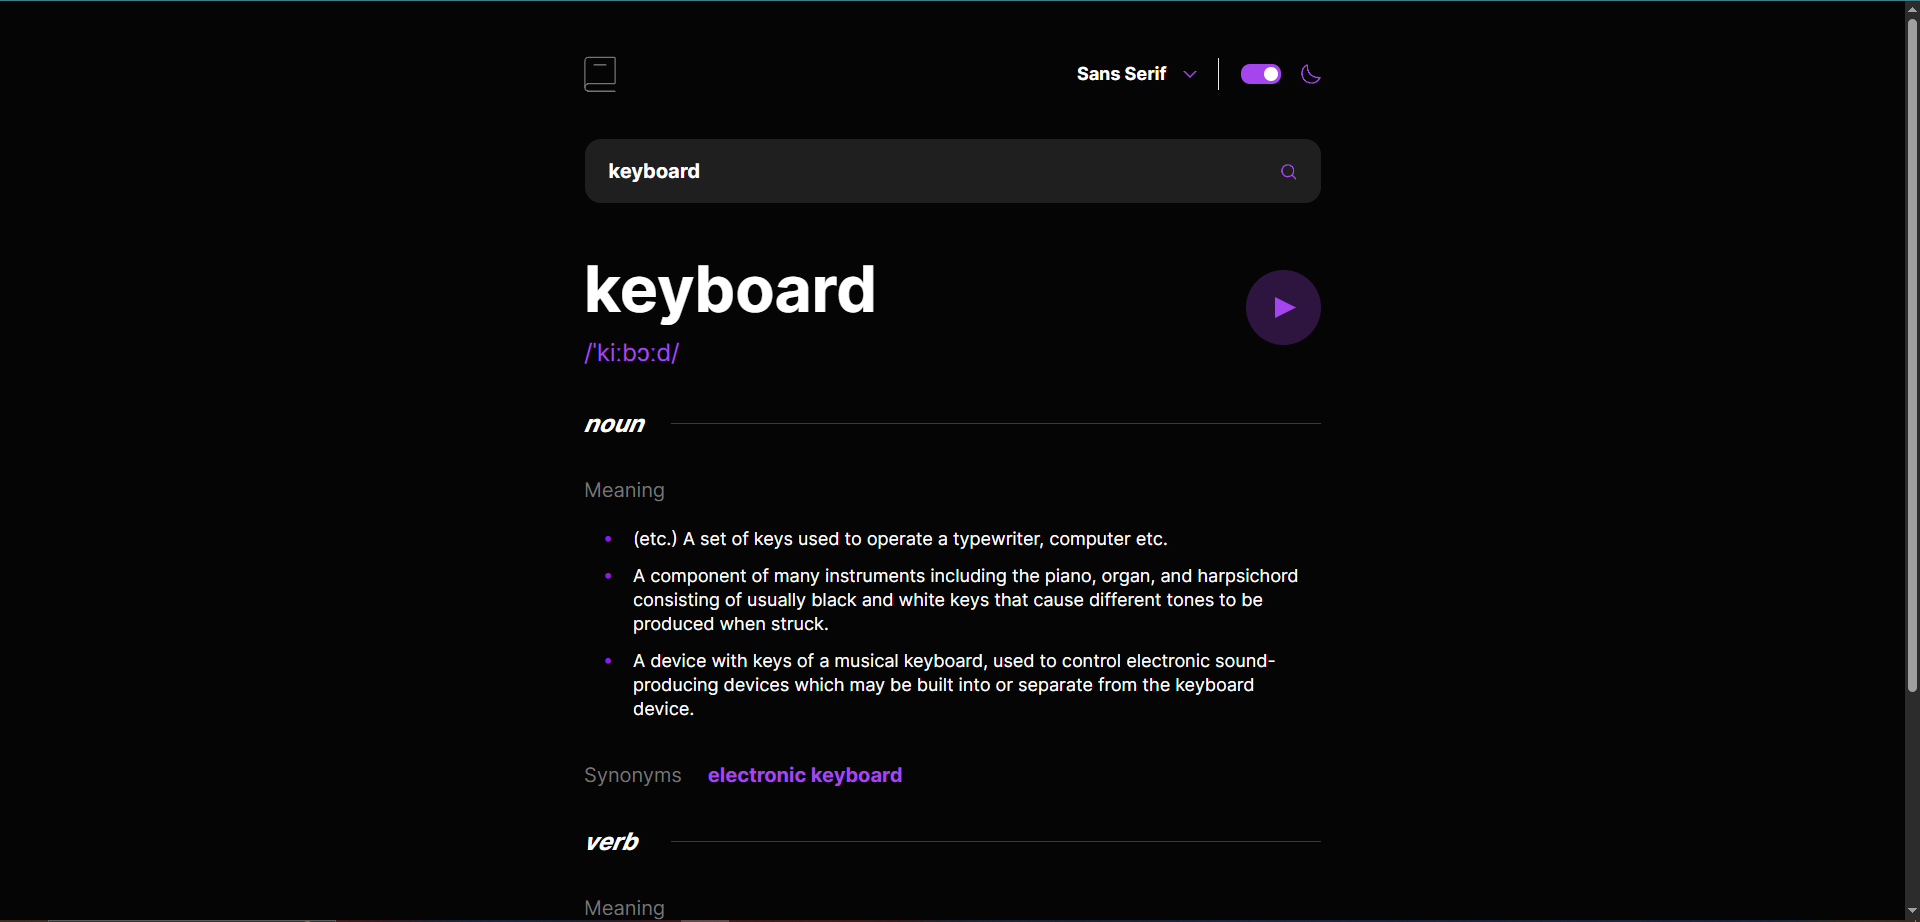 Sans Serif
keyboard
keyboard
/ˈkiːbɔːd/
noun
Meaning
(etc.) A set of keys used to operate a typewriter, computer etc.
A component of many instruments including the piano, organ, and harpsichord
consisting of usually black and white keys that cause different tones to be
produced when struck.
A device with keys of a musical keyboard, used to control electronic sound-
producing devices which may be built into or separate from the keyboard
device.
Synonyms electronic keyboard
verb
Meaning